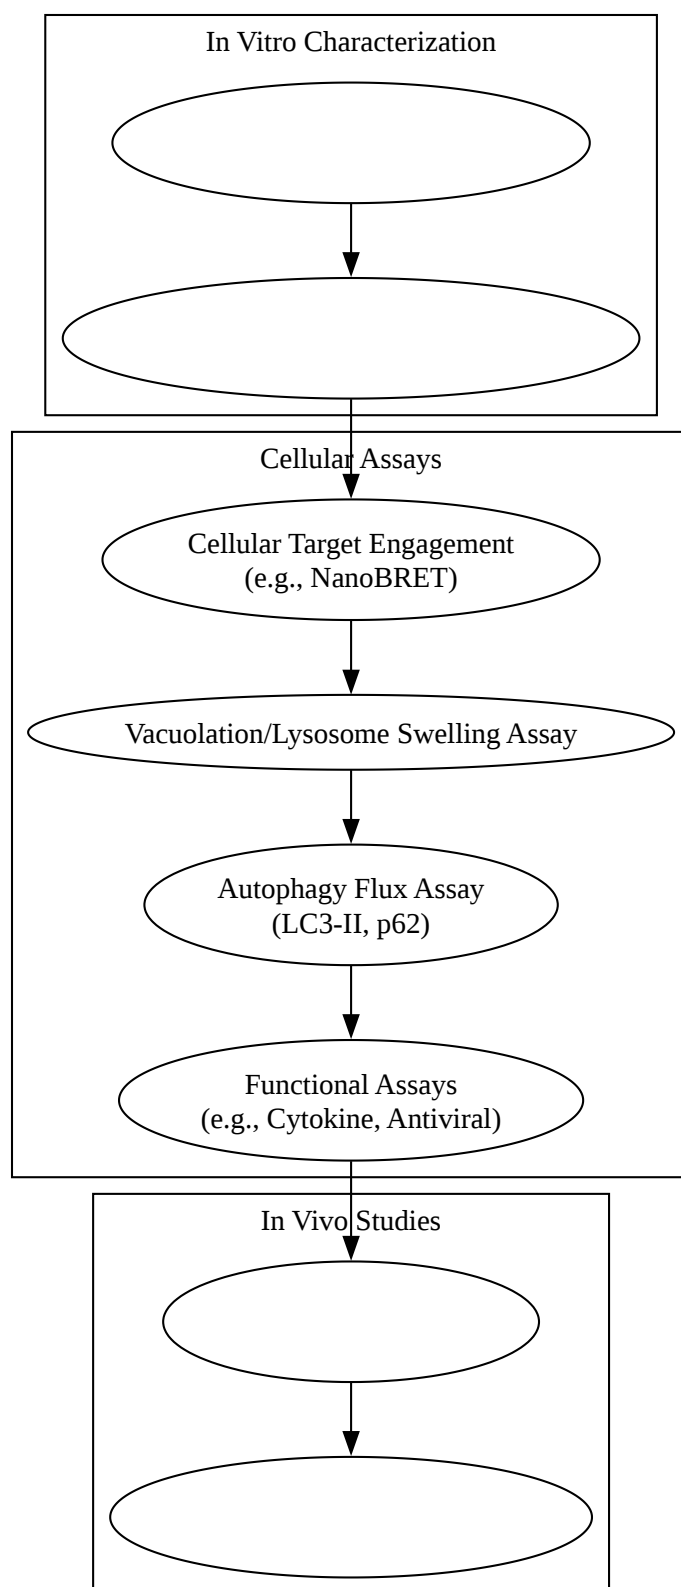 In Vitro Characterization
Cellular Assays
Cellular Target Engagement
(e.g., NanoBRET)
Vacuolation/Lysosome Swelling Assay
Autophagy Flux Assay
(LC3-II, p62)
Functional Assays
(e.g., Cytokine, Antiviral)
In Vivo Studies